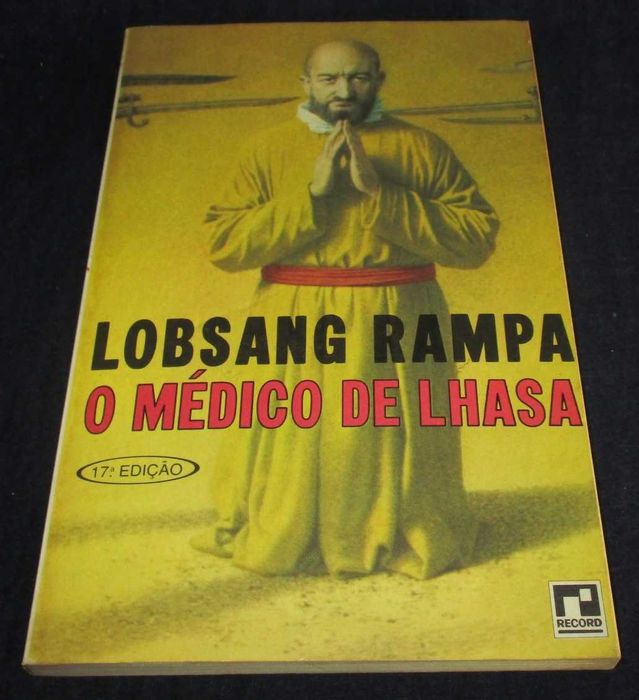 LOBSANG RAMPA
O MÉDICO DE LHASA
17ª EDIÇÃO
RECORD